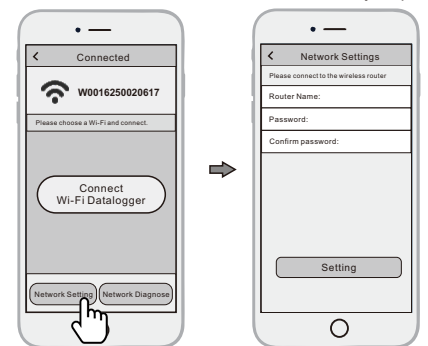 Connected
W0016250020617
Please choose a Wi-Fi and connect.
Connect
Wi-Fi Datalogger
Network Setting
Network Diagnose
Network Settings
Please connect to the wireless router
Router Name:
Password:
Confirm password:
Setting